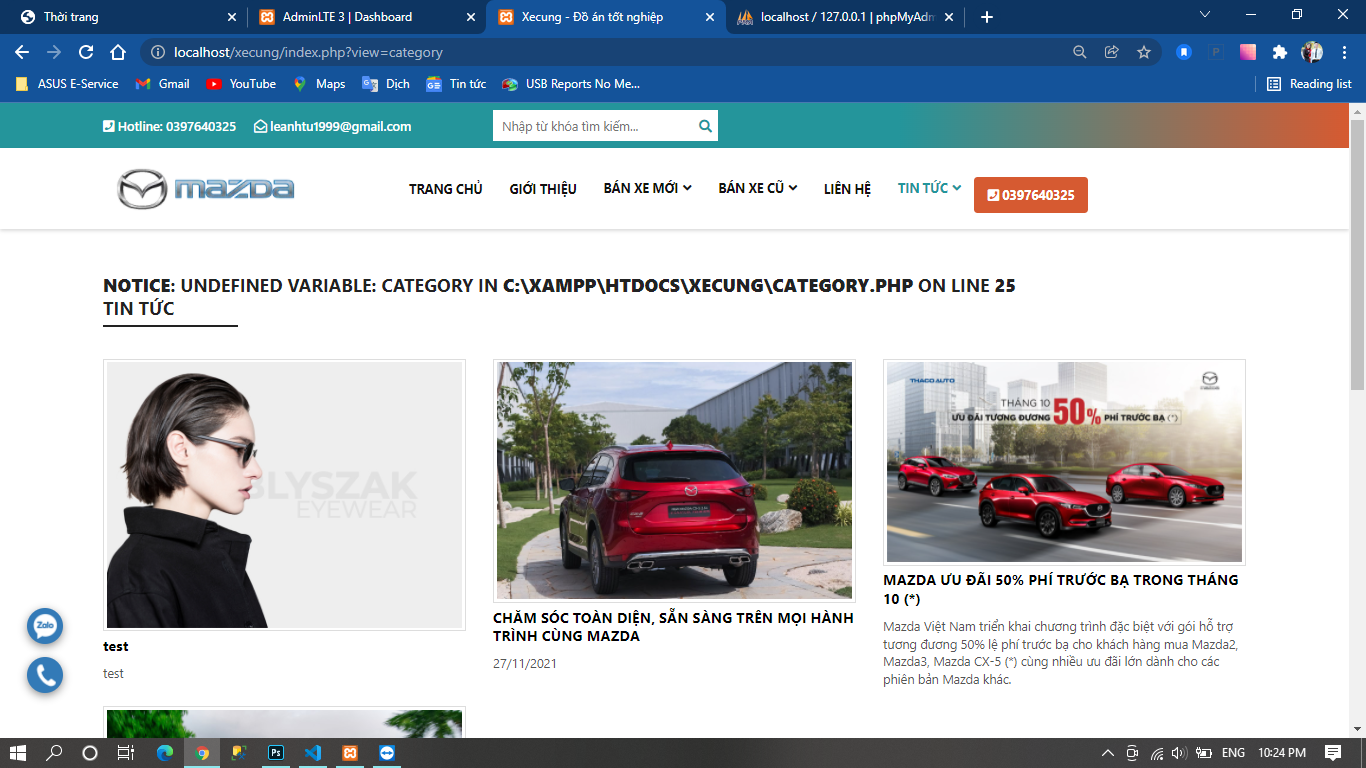 Thời trang
AdminLTE 3 | Dashboard
Xecung - Đồ án tốt nghiệp
localhost / 127.0.0.1 | phpMyAdm
localhost/xecung/index.php?view=category
ASUS E-Service
Gmail
YouTube
Maps
Dịch
Tin tức
USB Reports No Me...
Reading list
Hotline: 0397640325
leanhtu1999@gmail.com
Nhập từ khóa tìm kiếm...
mazda
TRANG CHỦ
GIỚI THIỆU
BÁN XE MỚI
BÁN XE CŨ
LIÊN HỆ
TIN TỨC
0397640325
NOTICE: UNDEFINED VARIABLE: CATEGORY IN C:\XAMPP\HTDOCS\XECUNG\CATEGORY.PHP ON LINE 25
TIN TỨC
BLYSZAK
EYEWEAR
THACO AUTO
THÁNG 10
ƯU ĐÃI TƯƠNG ĐƯƠNG 50% PHÍ TRƯỚC BẠ (*)
test
test
CHĂM SÓC TOÀN DIỆN, SẴN SÀNG TRÊN MỌI HÀNH
TRÌNH CÙNG MAZDA
27/11/2021
MAZDA ƯU ĐÃI 50% PHÍ TRƯỚC BẠ TRONG THÁNG
10 (*)
Mazda Việt Nam triển khai chương trình đặc biệt với gói hỗ trợ
tương đương 50% lệ phí trước bạ cho khách hàng mua Mazda2,
Mazda3, Mazda CX-5 (*) cùng nhiều ưu đãi lớn dành cho các
phiên bản Mazda khác.
Zalo
Ps
ENG
10:24 PM